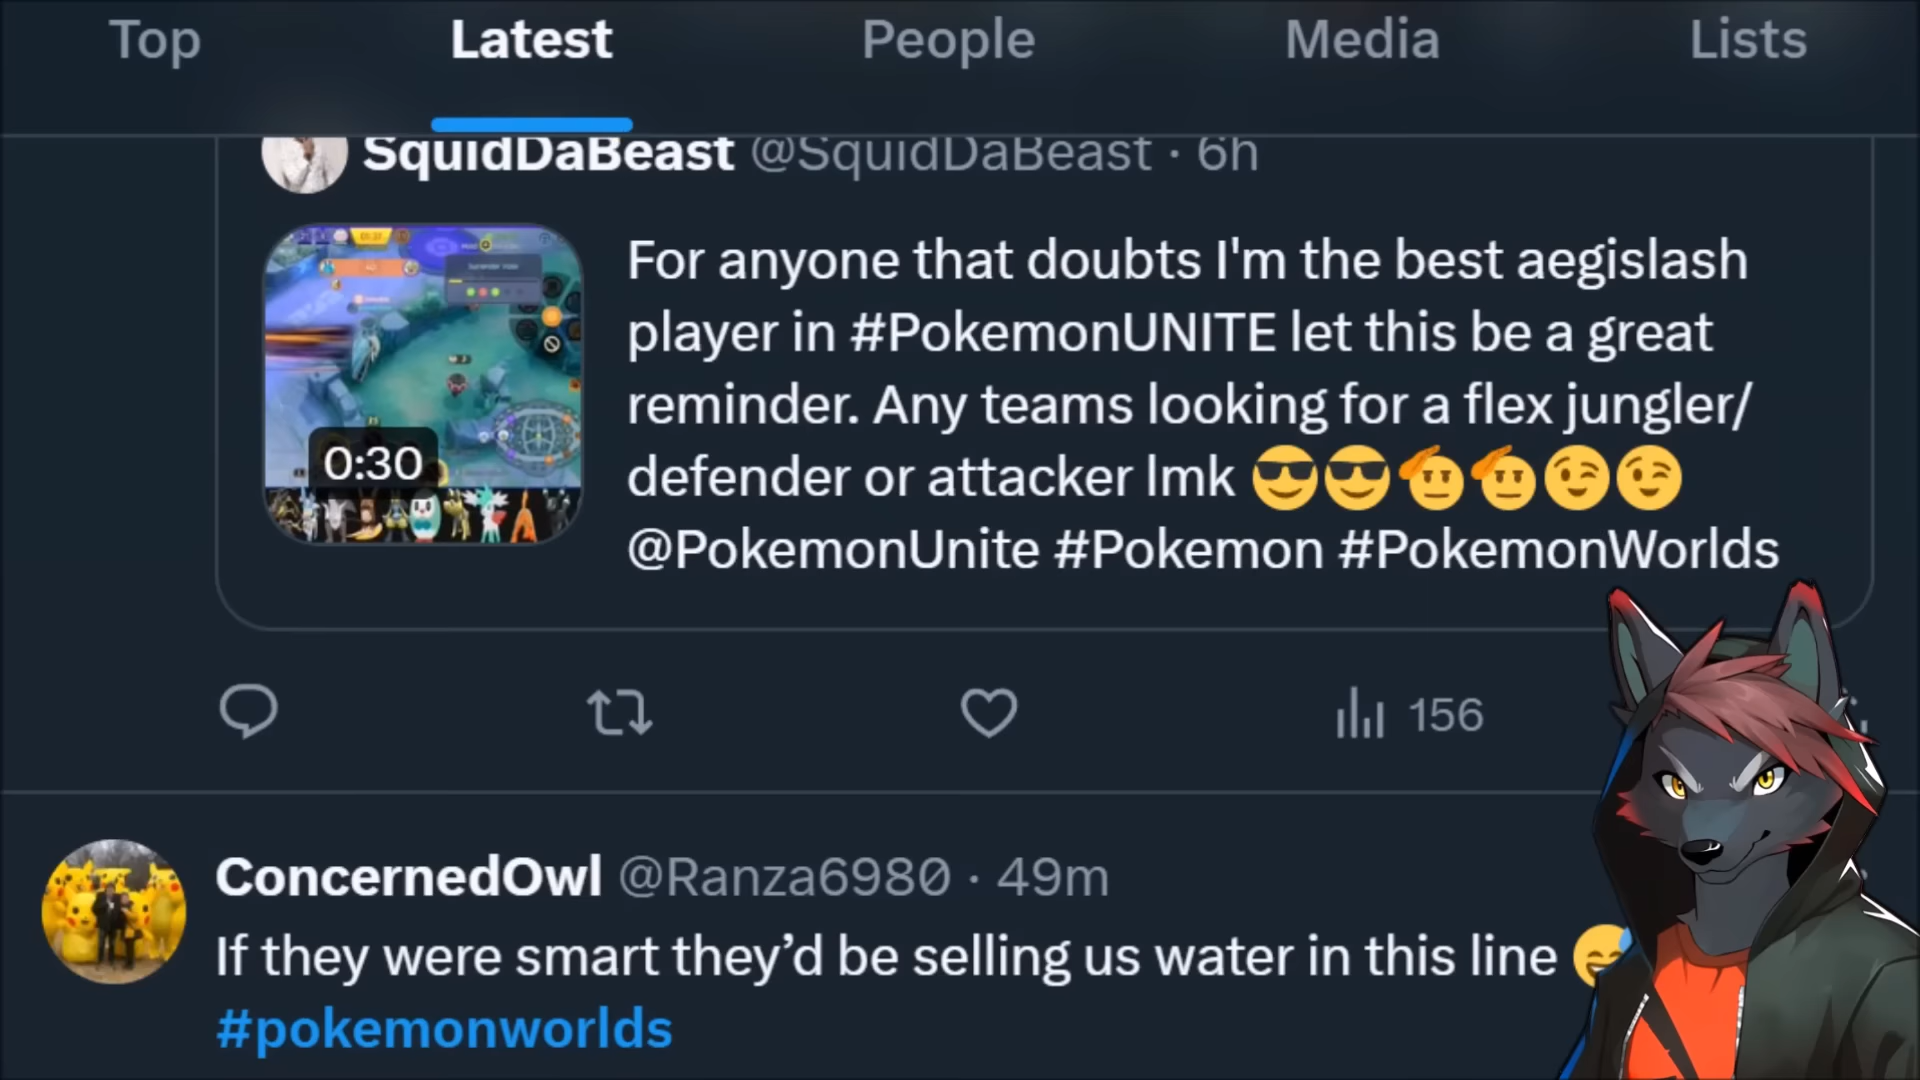 Top Latest People Media Lists
SquidDaBeast @SquidDaBeast · 6h
For anyone that doubts I'm the best aegislash
player in #PokemonUNITE let this be a great
reminder. Any teams looking for a flex jungler/
0:30
defender or attacker lmk 😎😎🫡🫡😉😉
@PokemonUnite #Pokemon #PokemonWorlds
156
ConcernedOwl @Ranza6980 · 49m
If they were smart they’d be selling us water in this line 😅
#pokemonworlds